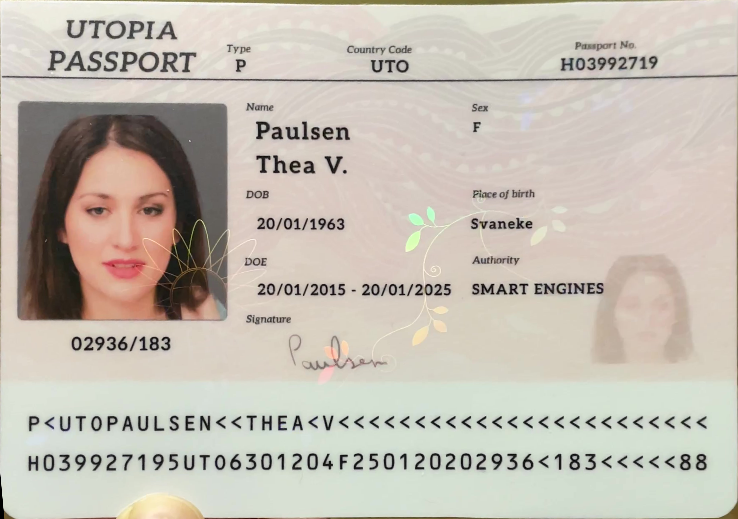 UTOPIA
PASSPORT
Type
P
Country Code
UTO
Passport No.
H03992719
Name
Paulsen
Thea V.
Sex
F
DOB
20/01/1963
Place of birth
Svaneke
DOE
20/01/2015 - 20/01/2025
Authority
SMART ENGINES
Signature
Paulsen
02936/183
P<UTOPAULSEN<<THEA<V<<<<<<<<<<<<<<<<<<<<<<<<
H039927195UTO6301204F250120202936<183<<<<<88